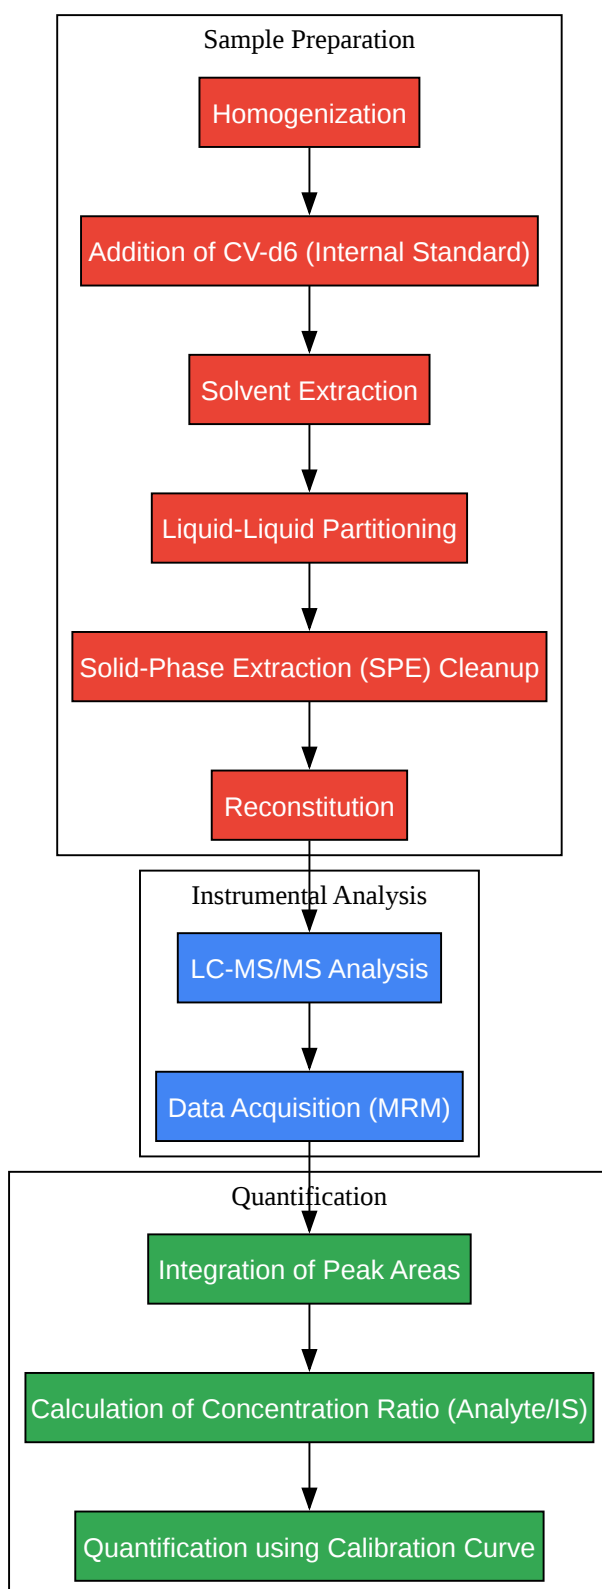 Sample Preparation
Homogenization
Addition of CV-d6 (Internal Standard)
Solvent Extraction
Liquid-Liquid Partitioning
Solid-Phase Extraction (SPE) Cleanup
Reconstitution
Instrumental Analysis
LC-MS/MS Analysis
Data Acquisition (MRM)
Quantification
Integration of Peak Areas
Calculation of Concentration Ratio (Analyte/IS)
Quantification using Calibration Curve